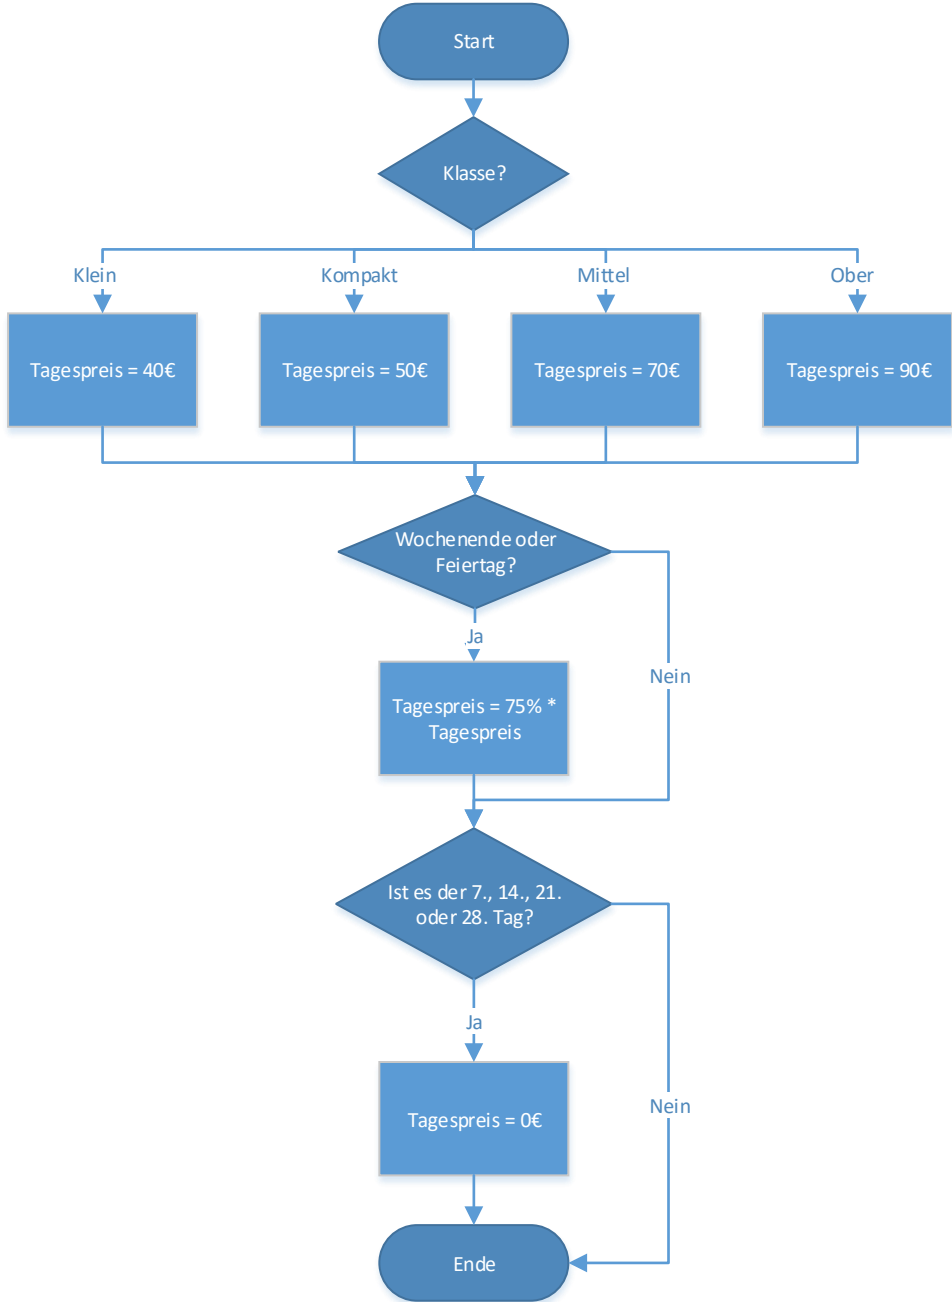 Start
Klasse?
Klein
Kompakt
Mittel
Ober
Tagespreis = 40€
Tagespreis = 50€
Tagespreis = 70€
Tagespreis = 90€
Wochenende oder
Feiertag?
Ja
Nein
Tagespreis = 75% *
Tagespreis
Ist es der 7., 14., 21.
oder 28. Tag?
Ja
Nein
Tagespreis = 0€
Ende